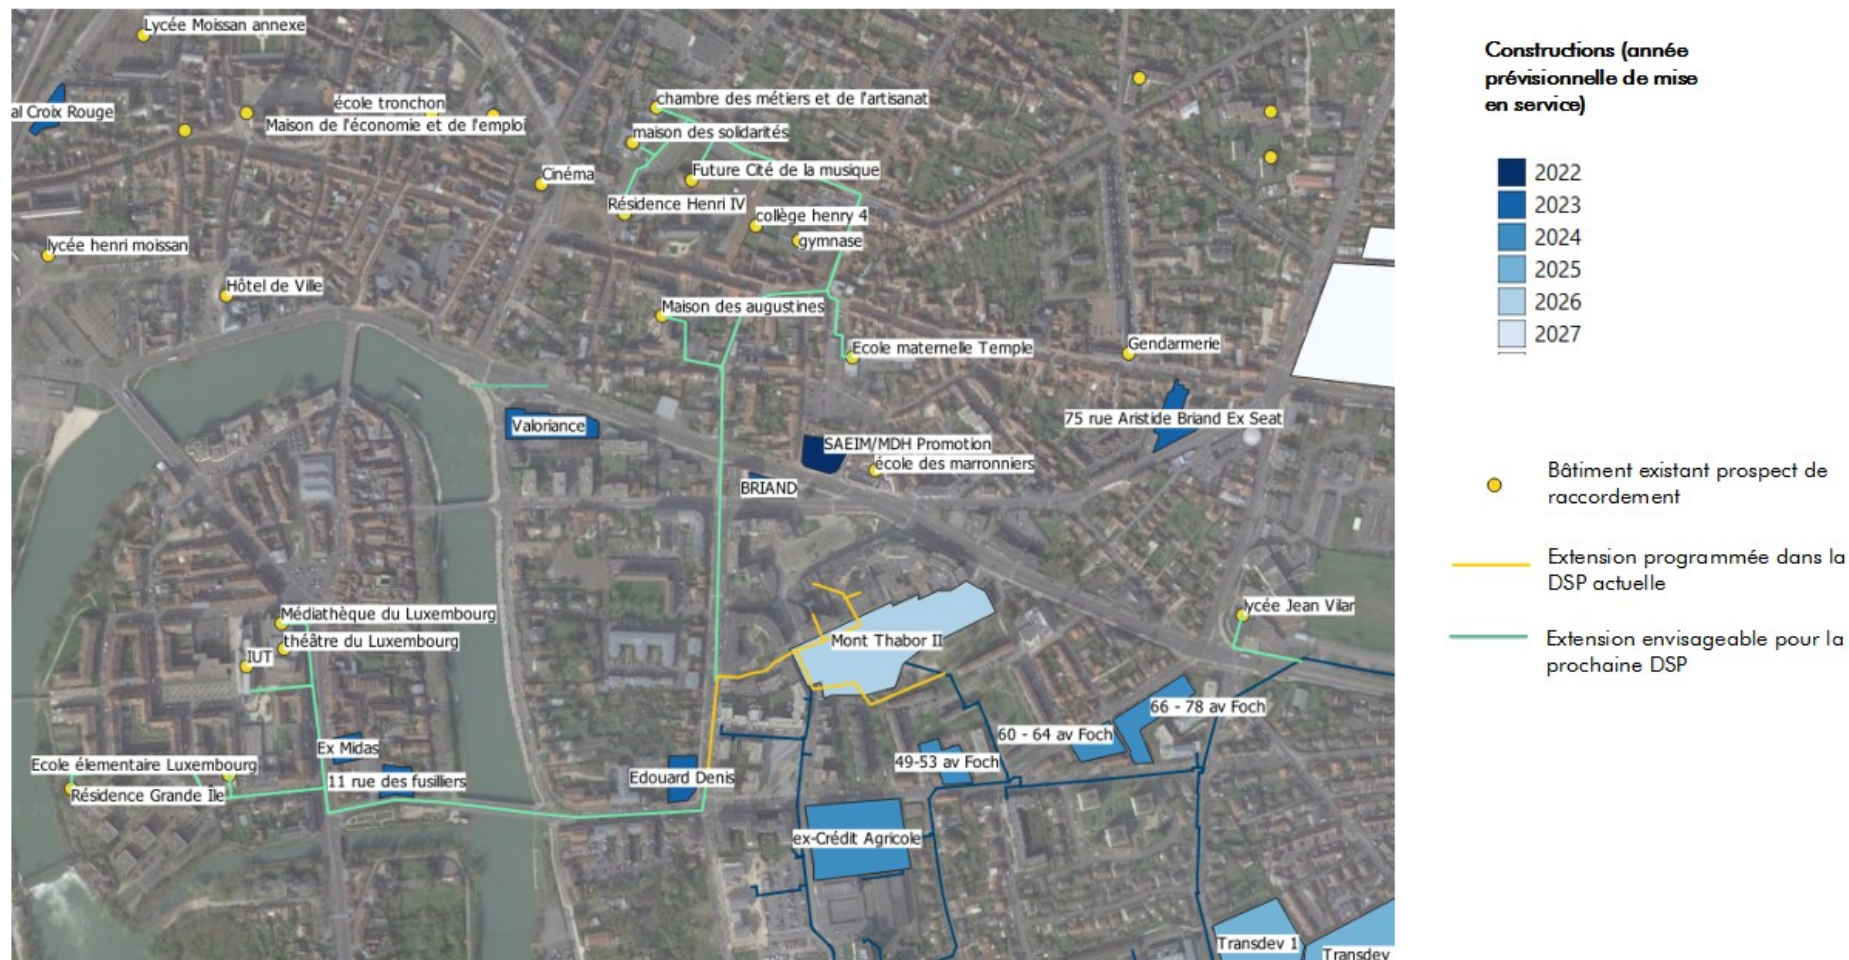 Lycée Moissan annexe
al Croix Rouge
école tronchon
Maison de l'économie et de l'emploi
chambre des métiers et de l'artisanat
maison des solidarités
Cinéma
Future Cité de la musique
Résidence Henri IV
collège henry 4
gymnase
lycée henri moissan
Hôtel de Ville
Maison des augustines
Ecole maternelle Temple
Gendarmerie
Valoriance
75 rue Aristide Briand Ex Seat
SAEIM/MDH Promotion
école des marronniers
BRIAND
Médiathèque du Luxembourg
théâtre du Luxembourg
IUT
Mont Thabor II
lycée Jean Vilar
66 - 78 av Foch
60 - 64 av Foch
49-53 av Foch
Ex Midas
Ecole élementaire Luxembourg
11 rue des fusilliers
Résidence Grande Île
Edouard Denis
ex-Crédit Agricole
Transdev 1
Transdev
Constructions (année
prévisionnelle de mise
en service)
2022
2023
2024
2025
2026
2027
Bâtiment existant prospect de
raccordement
Extension programmée dans la
DSP actuelle
Extension envisageable pour la
prochaine DSP